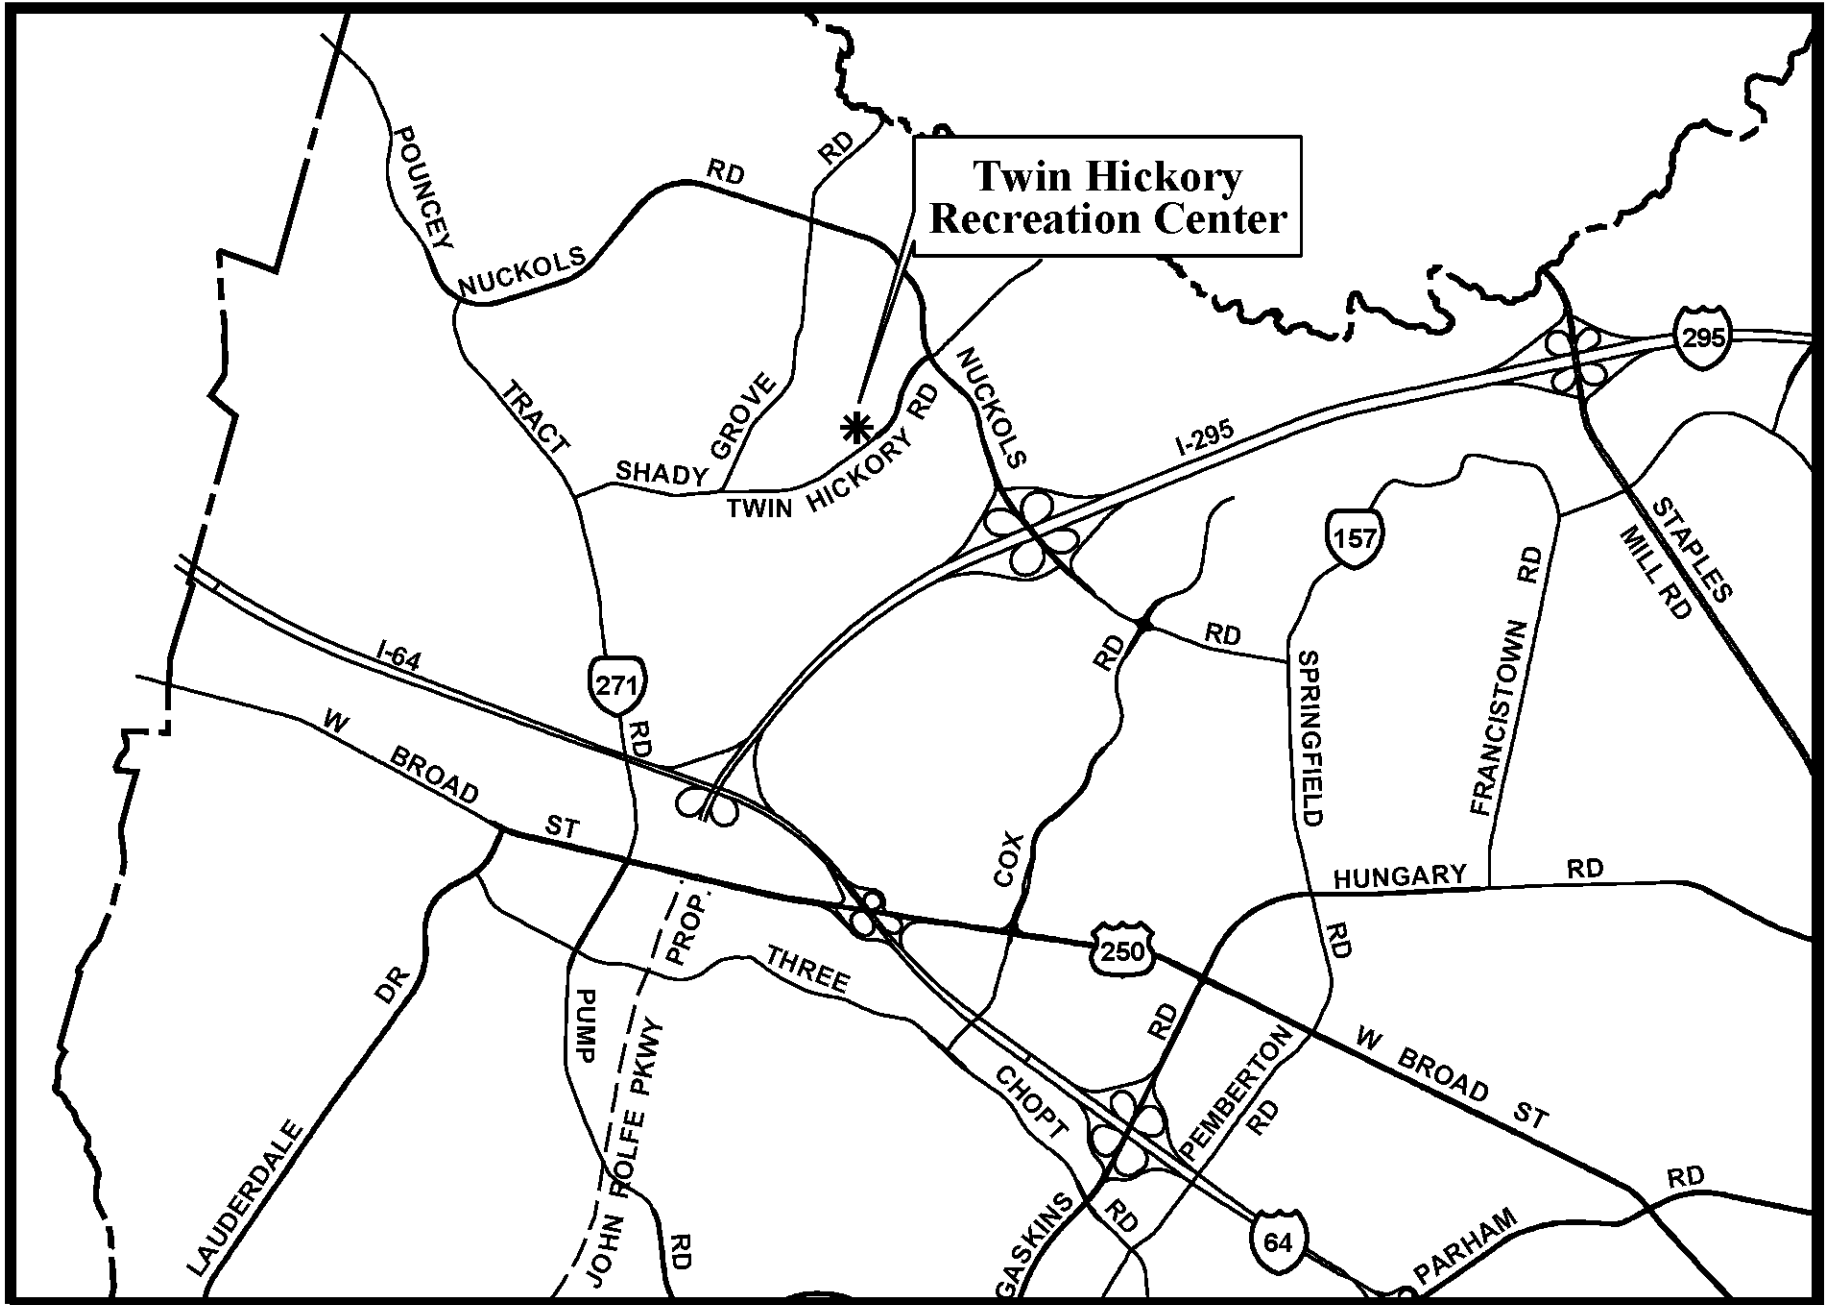 Twin Hickory
Recreation Center
POUNCEY
TRACT
RD
NUCKOLS
RD
SHADY
GROVE
RD
TWIN
HICKORY
RD
NUCKOLS
RD
I-295
295
157
271
I-64
W
BROAD
ST
COX
RD
SPRINGFIELD
RD
FRANCISTOWN
RD
STAPLES
MILL RD
HUNGARY
RD
250
W BROAD ST
LAUDERDALE
DR
PUMP
RD
PROP.
JOHN ROLFE PKWY
THREE
CHOPT
RD
GASKINS
RD
PEMBERTON
RD
64
PARHAM
RD